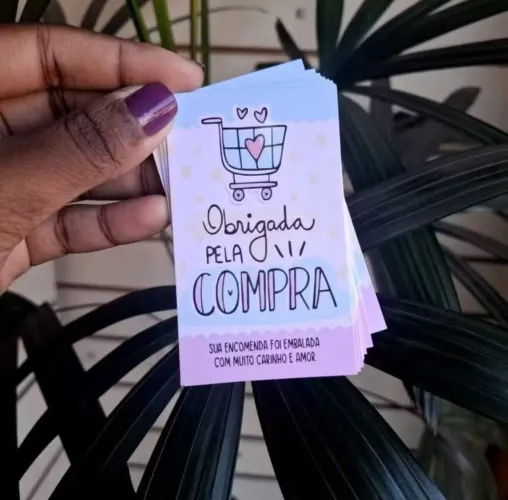 Obrigada
PELA
COMPRA
SUA ENCOMENDA FOI EMBALADA
COM MUITO CARINHO E AMOR